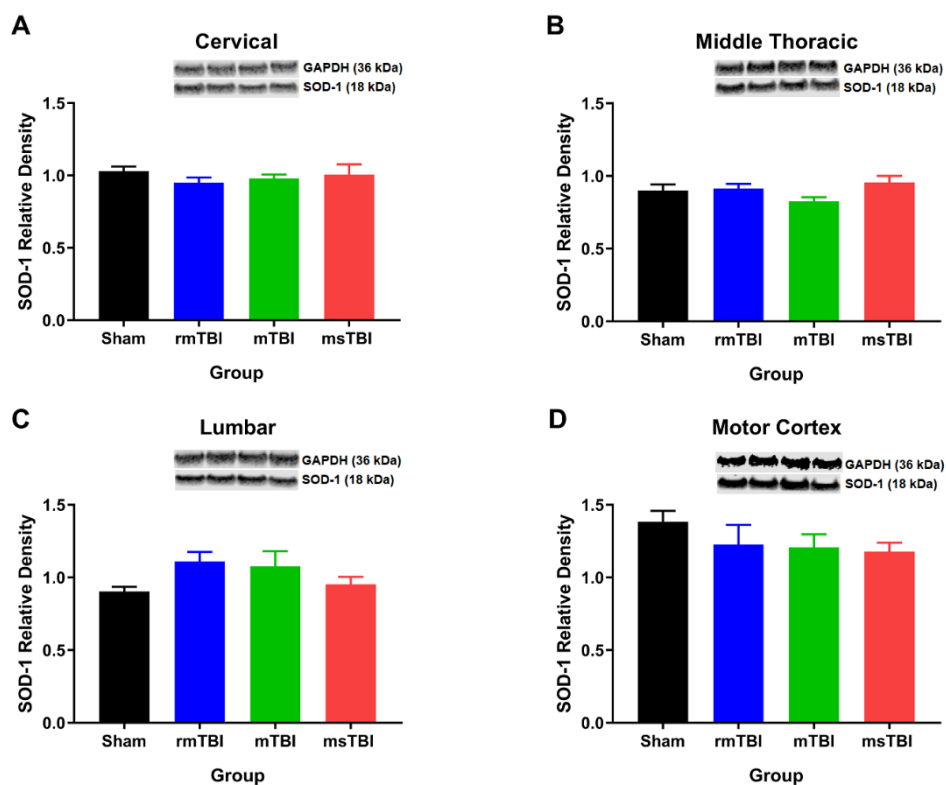 A
Cervical
GAPDH (36 kDa)
SOD-1 (18 kDa)
SOD-1 Relative Density
1.5
1.0
0.5
0.0
Sham rmTBI mTBI msTBI
Group
B
Middle Thoracic
GAPDH (36 kDa)
SOD-1 (18 kDa)
SOD-1 Relative Density
1.5
1.0
0.5
0.0
Sham rmTBI mTBI msTBI
Group
C
Lumbar
GAPDH (36 kDa)
SOD-1 (18 kDa)
SOD-1 Relative Density
1.5
1.0
0.5
0.0
Sham rmTBI mTBI msTBI
Group
D
Motor Cortex
GAPDH (36 kDa)
SOD-1 (18 kDa)
SOD-1 Relative Density
1.5
1.0
0.5
0.0
Sham rmTBI mTBI msTBI
Group